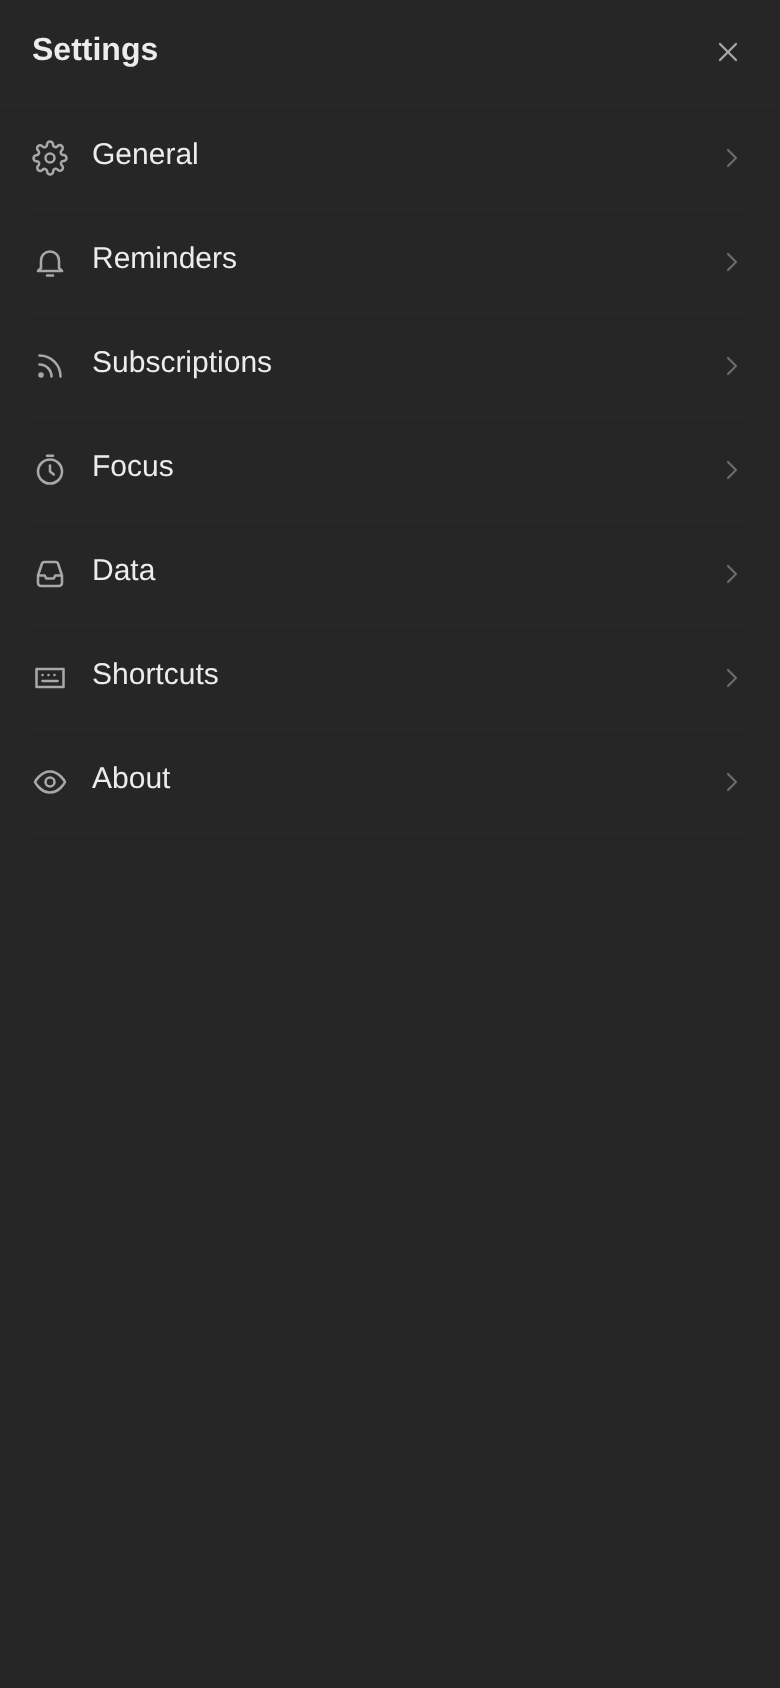 Settings
General
Reminders
Subscriptions
Focus
Data
Shortcuts
About